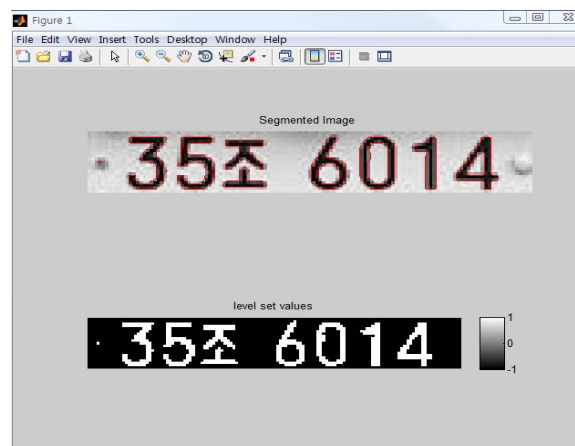 Figure 1
File Edit View Insert Tools Desktop Window Help
Segmented Image
35조 6014
level set values
35조 6014
1
0
-1